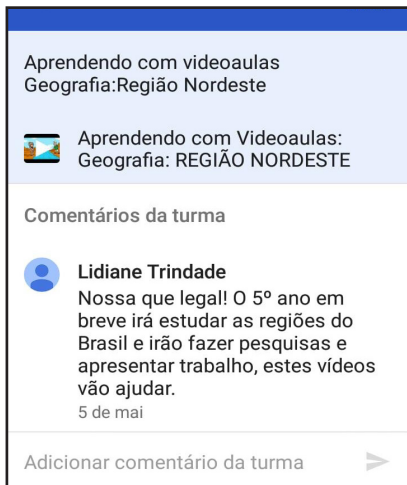 Aprendendo com videoaulas
Geografia:Região Nordeste
Aprendendo com Videoaulas:
Geografia: REGIÃO NORDESTE
Comentários da turma
Lidiane Trindade
Nossa que legal! O 5º ano em
breve irá estudar as regiões do
Brasil e irão fazer pesquisas e
apresentar trabalho, estes vídeos
vão ajudar.
5 de mai
Adicionar comentário da turma